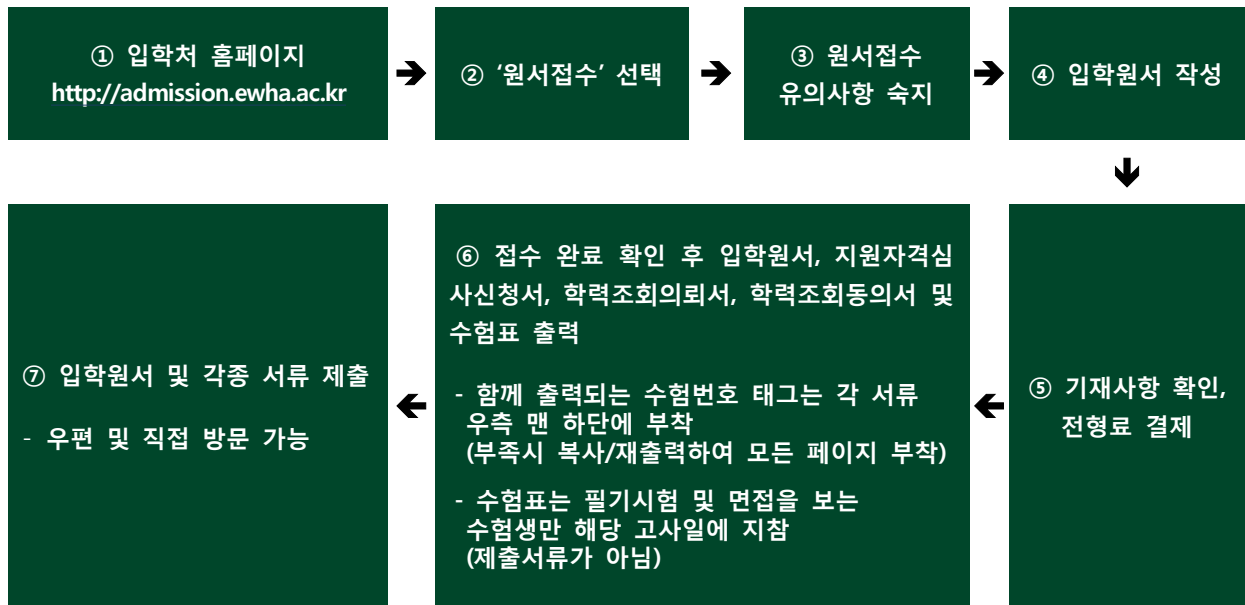 ① 입학처 홈페이지
http://admission.ewha.ac.kr
② ‘원서접수’ 선택
③ 원서접수
유의사항 숙지
④ 입학원서 작성
⑤ 기재사항 확인,
전형료 결제
⑥ 접수 완료 확인 후 입학원서, 지원자격심
사신청서, 학력조회의뢰서, 학력조회동의서 및
수험표 출력
- 함께 출력되는 수험번호 태그는 각 서류
우측 맨 하단에 부착
(부족시 복사/재출력하여 모든 페이지 부착)
- 수험표는 필기시험 및 면접을 보는
수험생만 해당 고사일에 지참
(제출서류가 아님)
⑦ 입학원서 및 각종 서류 제출
- 우편 및 직접 방문 가능